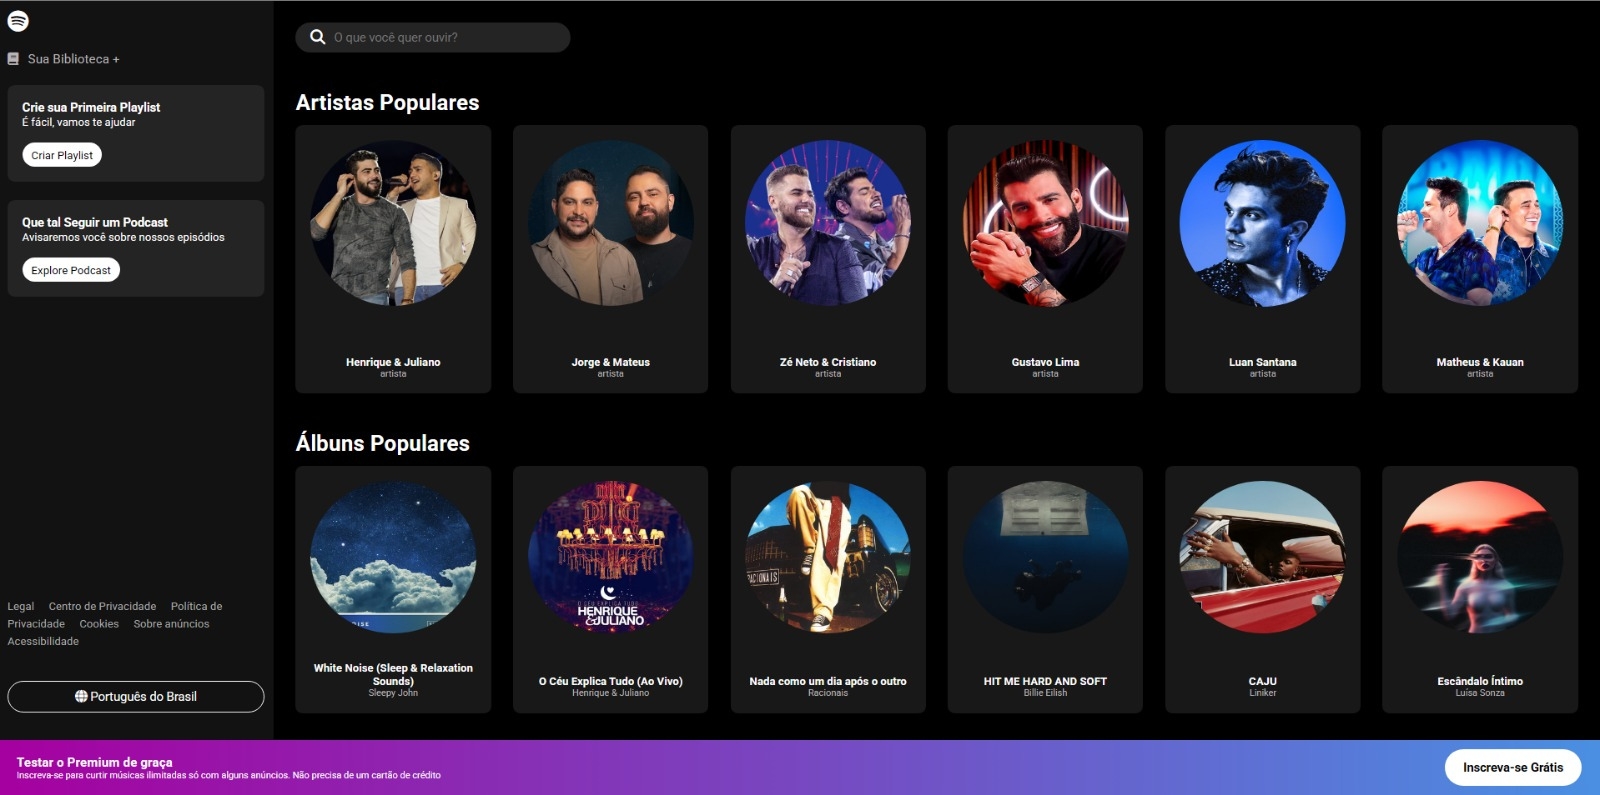 Sua Biblioteca +
Crie sua Primeira Playlist
É fácil, vamos te ajudar
Criar Playlist
Que tal Seguir um Podcast
Avisaremos você sobre nossos episódios
Explore Podcast
Legal Centro de Privacidade Política de
Privacidade Cookies Sobre anúncios
Acessibilidade
Português do Brasil
O que você quer ouvir?
Artistas Populares
Henrique & Juliano
artista
Jorge & Mateus
artista
Zé Neto & Cristiano
artista
Gustavo Lima
artista
Luan Santana
artista
Matheus & Kauan
artista
Álbuns Populares
White Noise (Sleep & Relaxation
Sounds)
Sleepy John
O CÉU EXPLICA TUDO
HENRIQUE
&JULIANO
O Céu Explica Tudo (Ao Vivo)
Henrique & Juliano
RACIONAIS
Nada como um dia após o outro
Racionais
HIT ME HARD AND SOFT
Billie Eilish
CAJU
Liniker
Escândalo Íntimo
Luísa Sonza
Testar o Premium de graça
Inscreva-se para curtir músicas ilimitadas só com alguns anúncios. Não precisa de um cartão de crédito
Inscreva-se Grátis